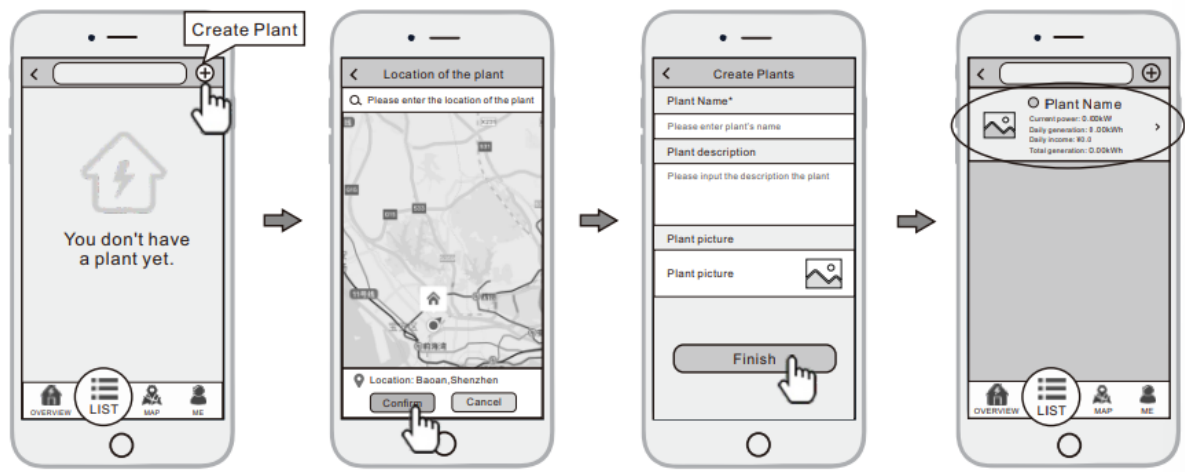 Create Plant
You don't have
a plant yet.
OVERVIEW
LIST
MAP
ME
Location of the plant
Please enter the location of the plant
Location: Baoan,Shenzhen
Confirm
Cancel
Create Plants
Plant Name*
Please enter plant's name
Plant description
Please input the description the plant
Plant picture
Plant picture
Finish
Plant Name
Current power: 0.00kW
Daily generation: 0.00kWh
Daily income: ¥0.0
Total generation: 0.00kWh
OVERVIEW
LIST
MAP
ME